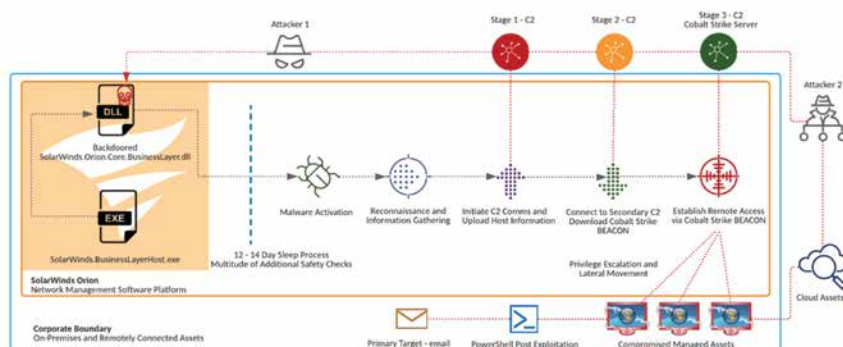 Attacker 1
Stage 1 - C2
Stage 2 - C2
Stage 3 - C2
Cobalt Strike Server
Attacker 2
DLL
Backdoored
SolarWinds.Orion.Core.BusinessLayer.dll
EXE
SolarWinds.BusinessLayerHost.exe
Malware Activation
Reconnaissance and
Information Gathering
Initiate C2 Comms and
Upload Host Information
Connect to Secondary C2
Download Cobalt Strike
BEACON
Establish Remote Access
via Cobalt Strike BEACON
12 - 14 Day Sleep Process
Multitude of Additional Safety Checks
Privilege Escalation and
Lateral Movement
SolarWinds Orion
Network Management Software Platform
Cloud Assets
Corporate Boundary
On-Premises and Remotely Connected Assets
Primary Target - email
PowerShell Post Exploitation
Compromised Managed Assets